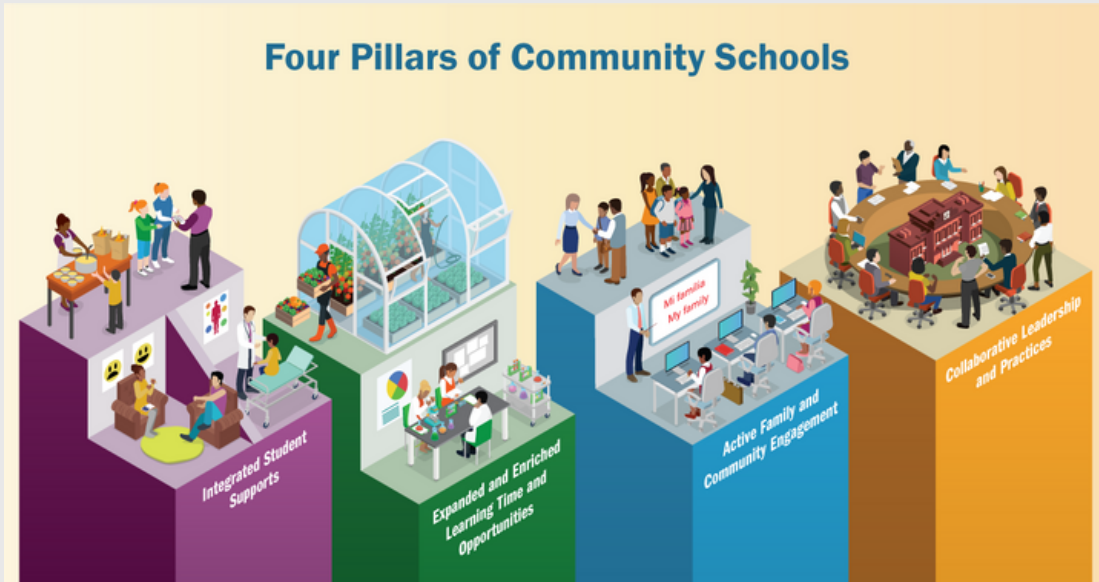 Four Pillars of Community Schools
Mi familia
My family
Integrated Student
Supports
Expanded and Enriched
Learning Time and
Opportunities
Active Family and
Community Engagement
Collaborative Leadership
and Practices